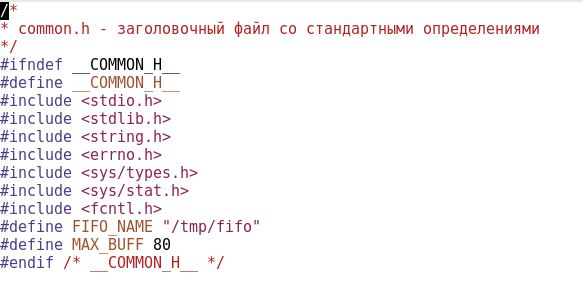 /*
* common.h - заголовочный файл со стандартными определениями
*/
#ifndef __COMMON_H__
#define __COMMON_H__
#include <stdio.h>
#include <stdlib.h>
#include <string.h>
#include <errno.h>
#include <sys/types.h>
#include <sys/stat.h>
#include <fcntl.h>
#define FIFO_NAME "/tmp/fifo"
#define MAX_BUFF 80
#endif /* __COMMON_H__ */